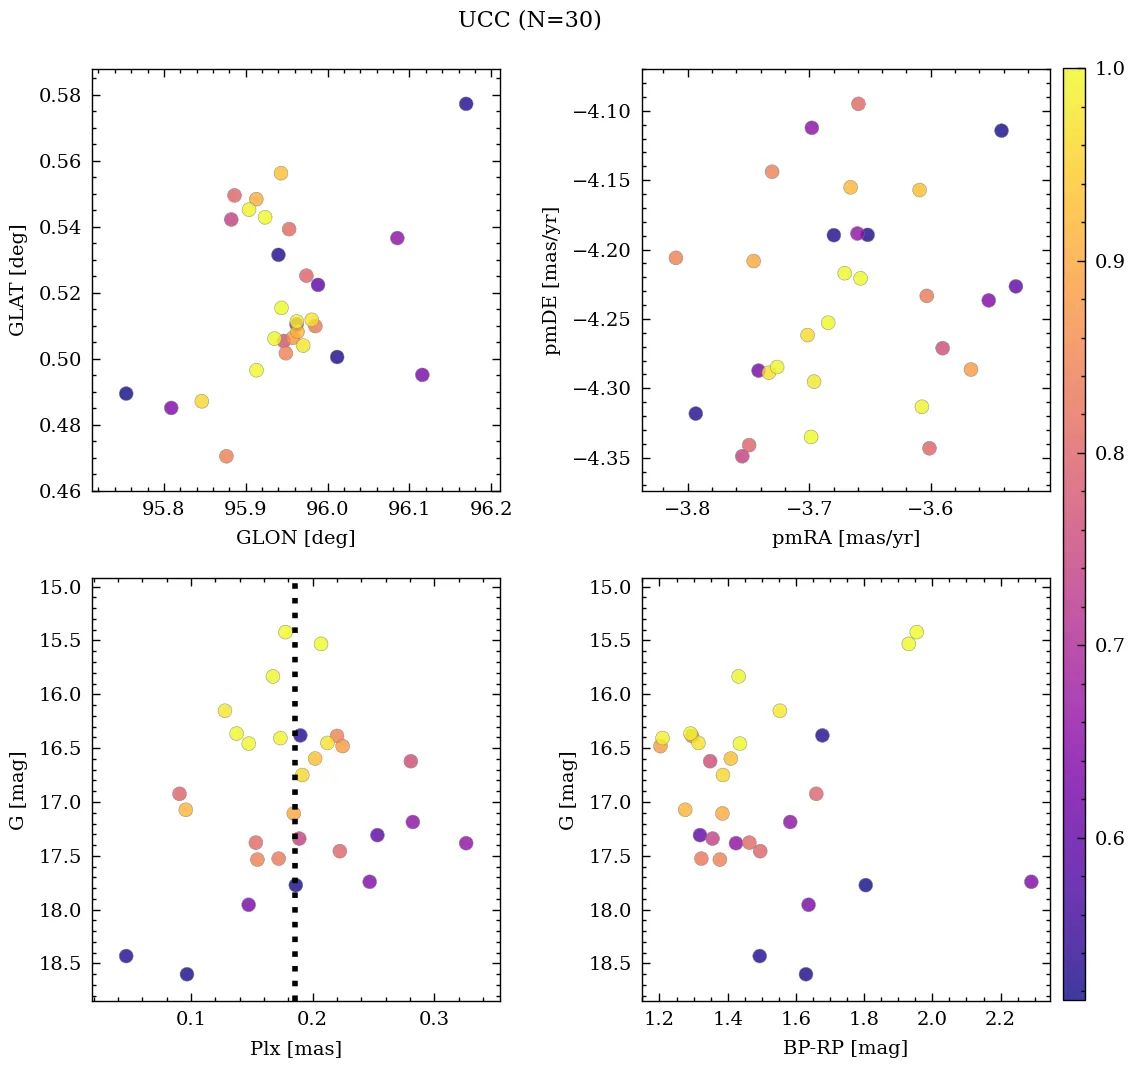 UCC (N=30)
0.58
0.56
0.54
0.52
0.50
0.48
0.46
GLAT [deg]
95.8 95.9 96.0 96.1 96.2
GLON [deg]
−4.10
−4.15
−4.20
−4.25
−4.30
−4.35
pmDE [mas/yr]
−3.8 −3.7 −3.6
pmRA [mas/yr]
1.0
0.9
0.8
0.7
0.6
15.0
15.5
16.0
16.5
17.0
17.5
18.0
18.5
G [mag]
0.1 0.2 0.3
Plx [mas]
15.0
15.5
16.0
16.5
17.0
17.5
18.0
18.5
G [mag]
1.2 1.4 1.6 1.8 2.0 2.2
BP-RP [mag]